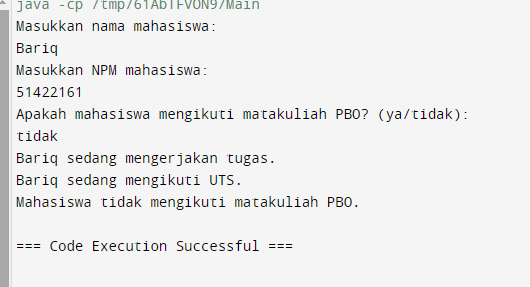 java -cp /tmp/61AbTFVON9/Main
Masukkan nama mahasiswa:
Bariq
Masukkan NPM mahasiswa:
51422161
Apakah mahasiswa mengikuti matakuliah PBO? (ya/tidak):
tidak
Bariq sedang mengerjakan tugas.
Bariq sedang mengikuti UTS.
Mahasiswa tidak mengikuti matakuliah PBO.
=== Code Execution Successful ===